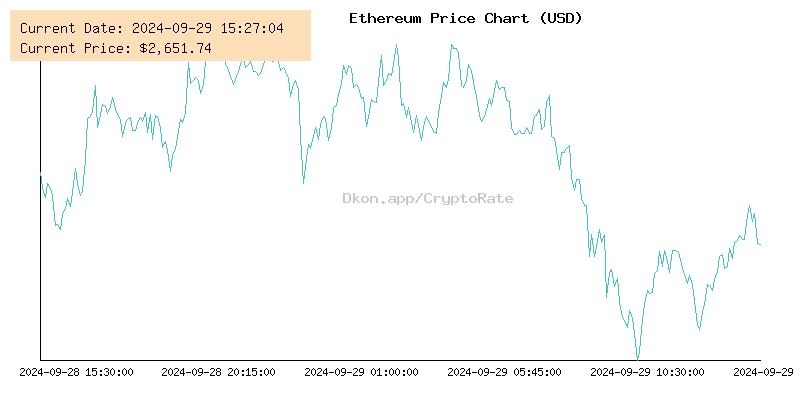 Ethereum Price Chart (USD)
Current Date: 2024-09-29 15:27:04
Current Price: $2,651.74
Dkon.app/CryptoRate
2024-09-28 15:30:00 2024-09-28 20:15:00 2024-09-29 01:00:00 2024-09-29 05:45:00 2024-09-29 10:30:00 2024-09-29